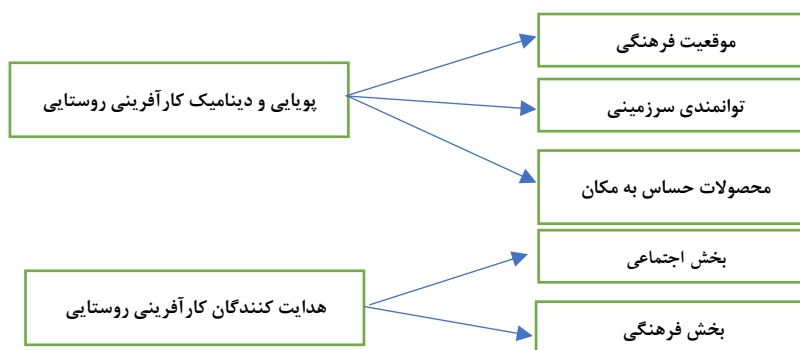 پویایی و دینامیک کارآفرینی روستایی
موقعیت فرهنگی
توانمندی سرزمینی
محصولات حساس به مکان
هدایت کنندگان کارآفرینی روستایی
بخش اجتماعی
بخش فرهنگی